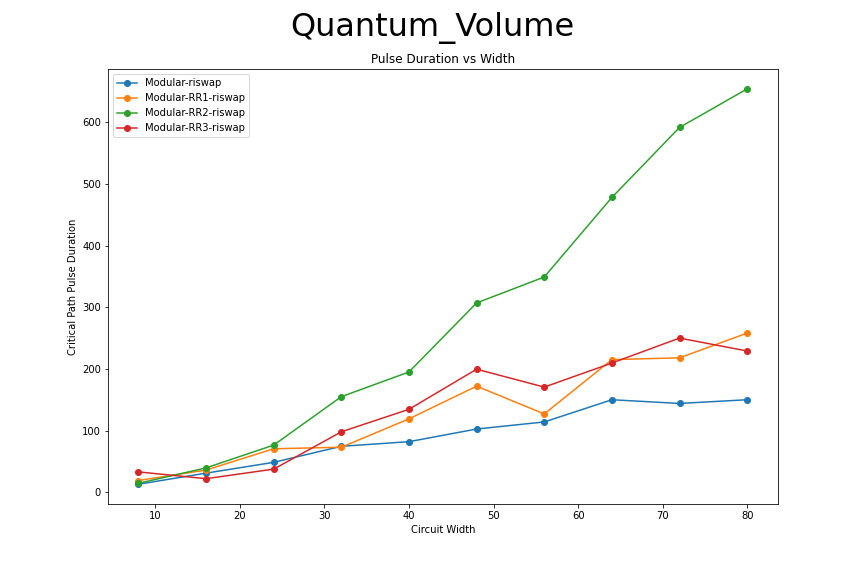 Quantum_Volume
Pulse Duration vs Width
Modular-riswap
Modular-RR1-riswap
Modular-RR2-riswap
Modular-RR3-riswap
Critical Path Pulse Duration
600
500
400
300
200
100
0
10 20 30 40 50 60 70 80
Circuit Width